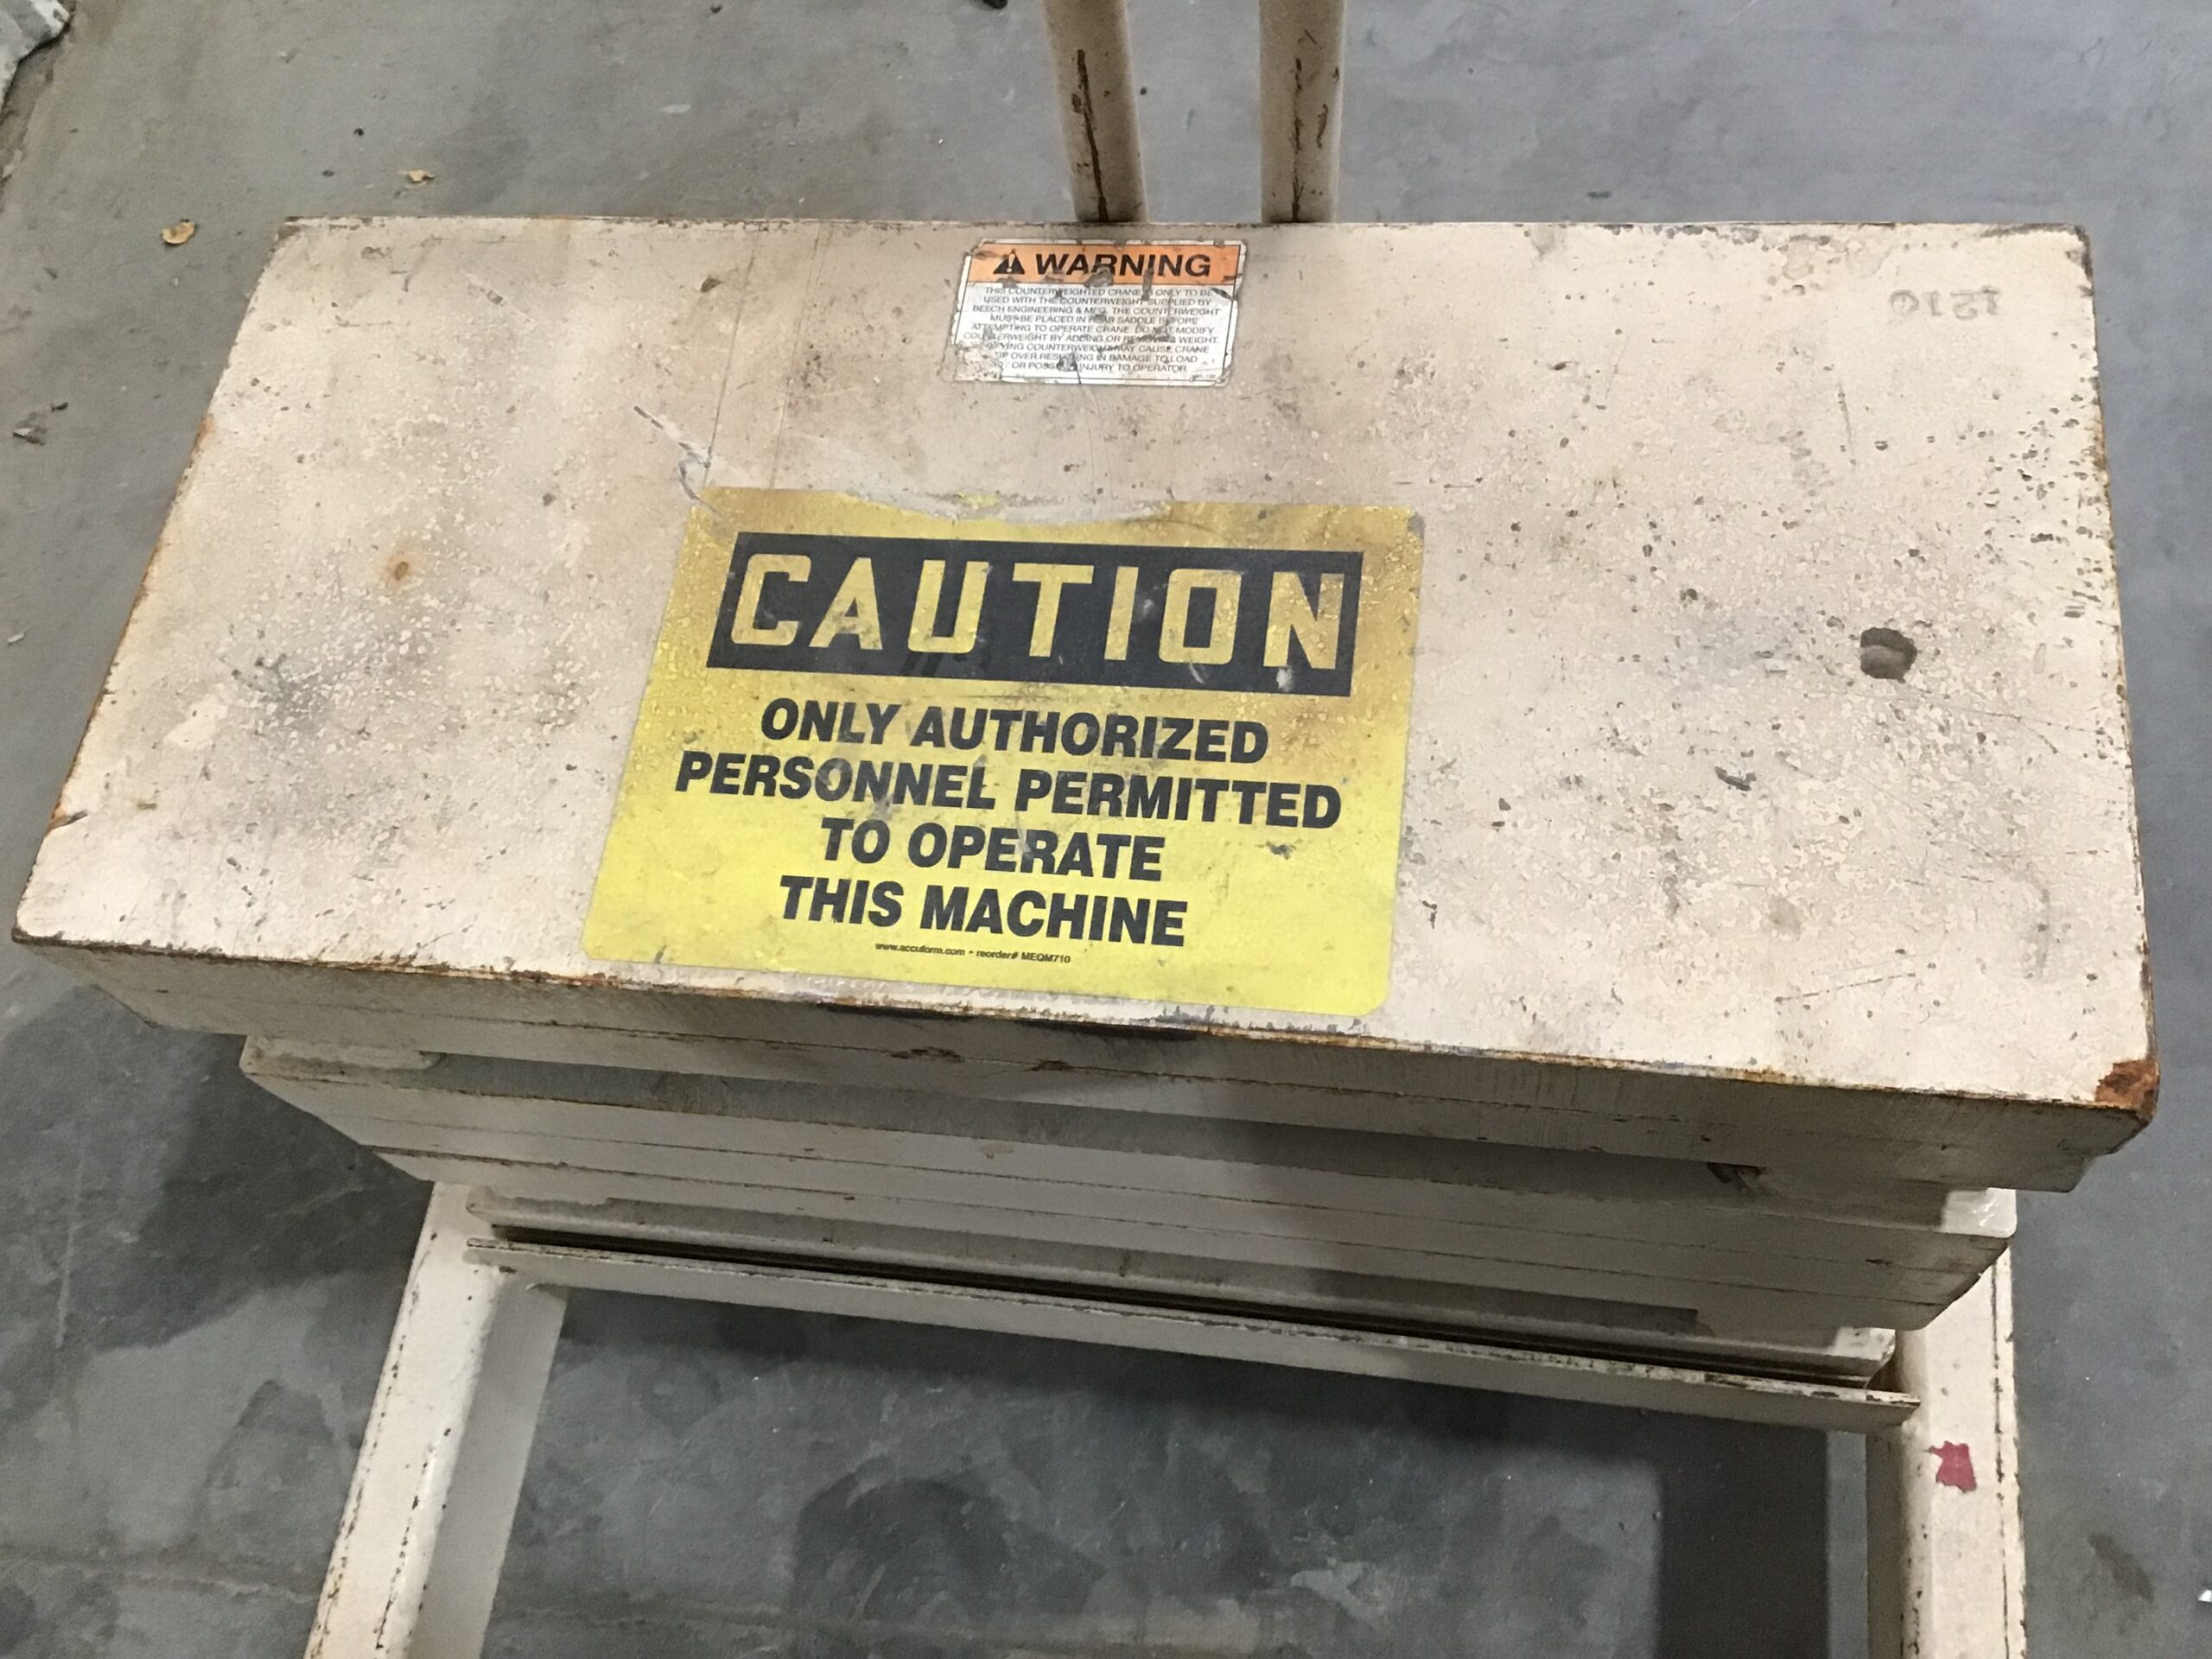 WARNING
THIS COUNTERWEIGHTED CRANE IS ONLY TO BE
USED WITH THE COUNTERWEIGHT SUPPLIED BY
BEECH ENGINEERING & MFG. THE COUNTERWEIGHT
MUST BE PLACED IN REAR SADDLE BEFORE
ATTEMPTING TO OPERATE CRANE. DO NOT MODIFY
COUNTERWEIGHT BY ADDING OR REMOVING WEIGHT.
MODIFYING COUNTERWEIGHT MAY CAUSE CRANE
TIP OVER RESULTING IN DAMAGE TO LOAD
OR POSSIBLE INJURY TO OPERATOR
1210
CAUTION
ONLY AUTHORIZED
PERSONNEL PERMITTED
TO OPERATE
THIS MACHINE
www.accuform.com • reorder# MEQM710